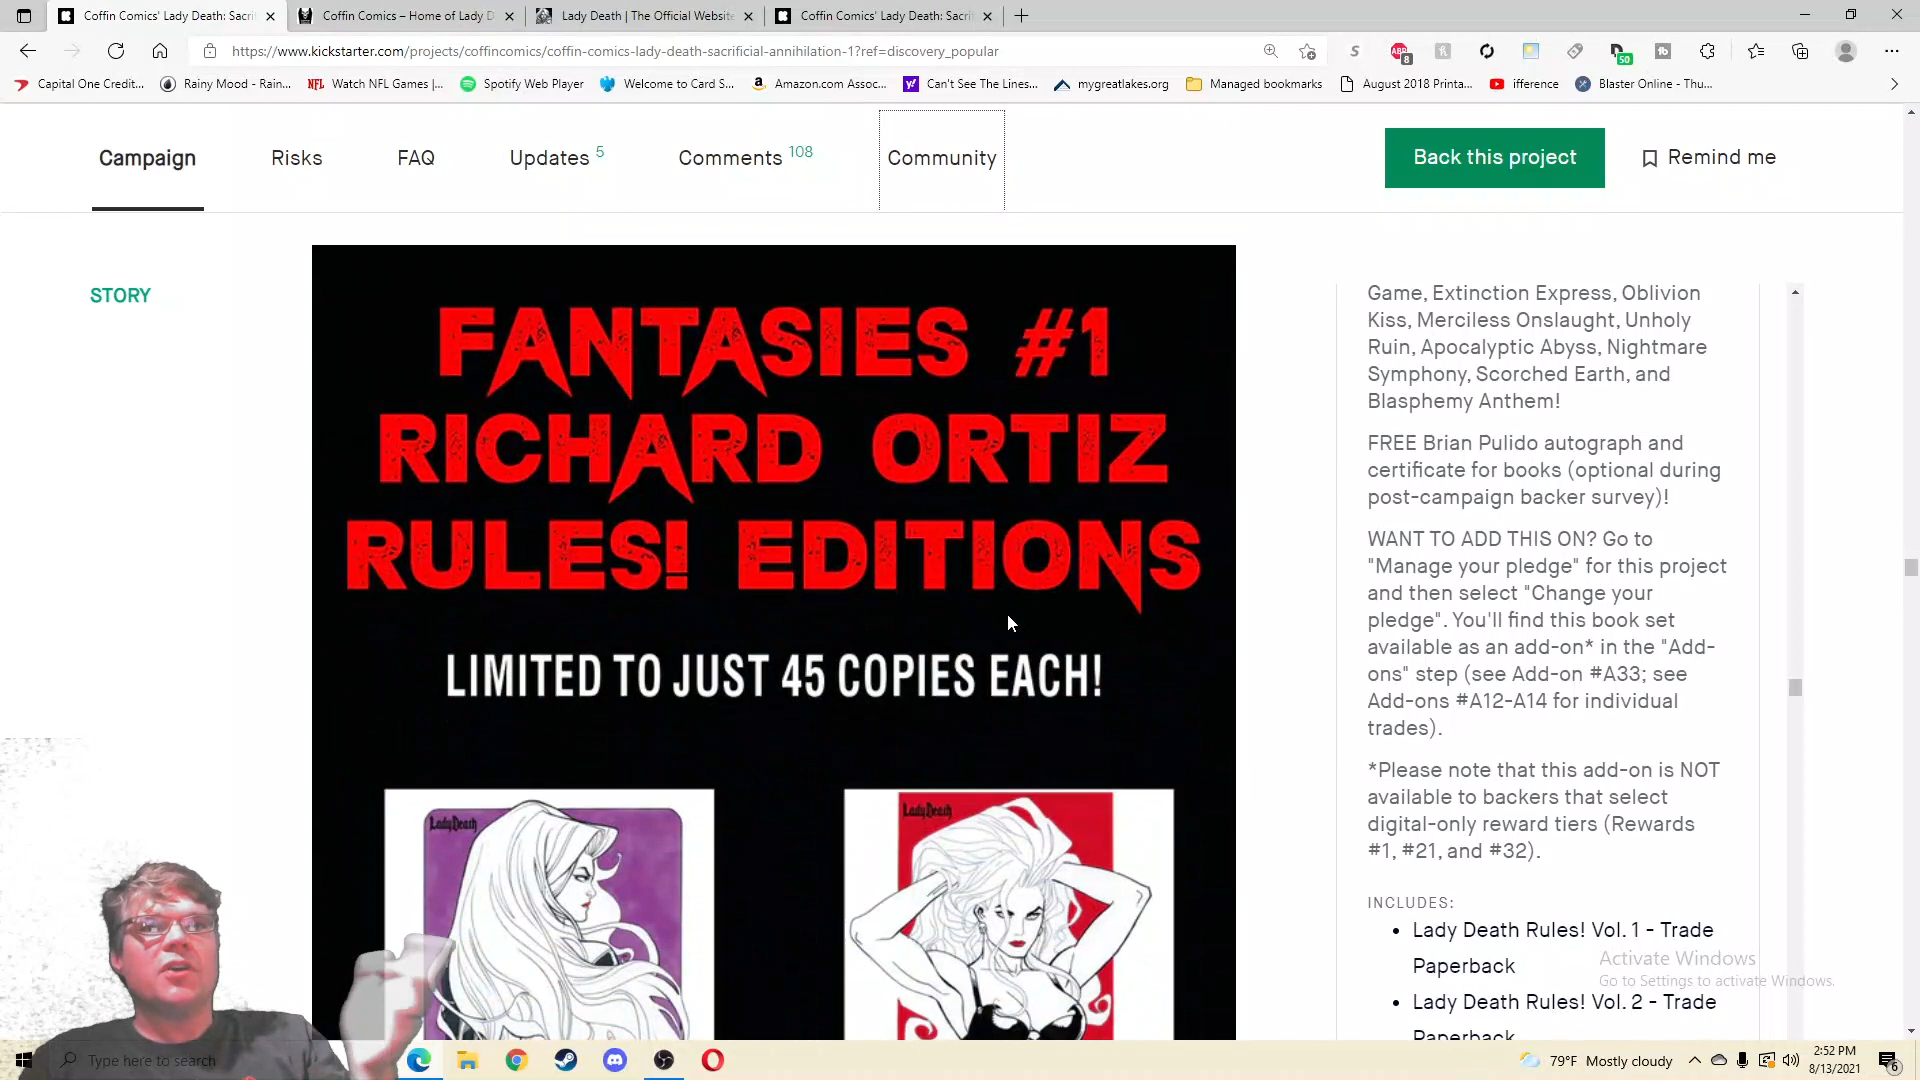 Coffin Comics' Lady Death: Sacri
Coffin Comics – Home of Lady D
Lady Death | The Official Website
Coffin Comics' Lady Death: Sacri
https://www.kickstarter.com/projects/coffincomics/coffin-comics-lady-death-sacrificial-annihilation-1?ref=discovery_popular
Capital One Credit...
Rainy Mood - Rain...
Watch NFL Games |...
Spotify Web Player
Welcome to Card S...
Amazon.com Assoc...
Can't See The Lines...
mygreatlakes.org
Managed bookmarks
August 2018 Printa...
ifference
Blaster Online - Thu...
Campaign
Risks
FAQ
Updates 5
Comments 108
Community
Back this project
Remind me
STORY
FANTASIES #1
RICHARD ORTIZ
RULES! EDITIONS
LIMITED TO JUST 45 COPIES EACH!
Lady Death
Lady Death
Game, Extinction Express, Oblivion
Kiss, Merciless Onslaught, Unholy
Ruin, Apocalyptic Abyss, Nightmare
Symphony, Scorched Earth, and
Blasphemy Anthem!
FREE Brian Pulido autograph and
certificate for books (optional during
post-campaign backer survey)!
WANT TO ADD THIS ON? Go to
"Manage your pledge" for this project
and then select "Change your
pledge". You'll find this book set
available as an add-on* in the "Add-
ons" step (see Add-on #A33; see
Add-ons #A12-A14 for individual
trades).
*Please note that this add-on is NOT
available to backers that select
digital-only reward tiers (Rewards
#1, #21, and #32).
INCLUDES:
• Lady Death Rules! Vol. 1 - Trade
Paperback
• Lady Death Rules! Vol. 2 - Trade
Paperback
Activate Windows
Go to Settings to activate Windows.
Type here to search
79°F Mostly cloudy
2:52 PM
8/13/2021
6